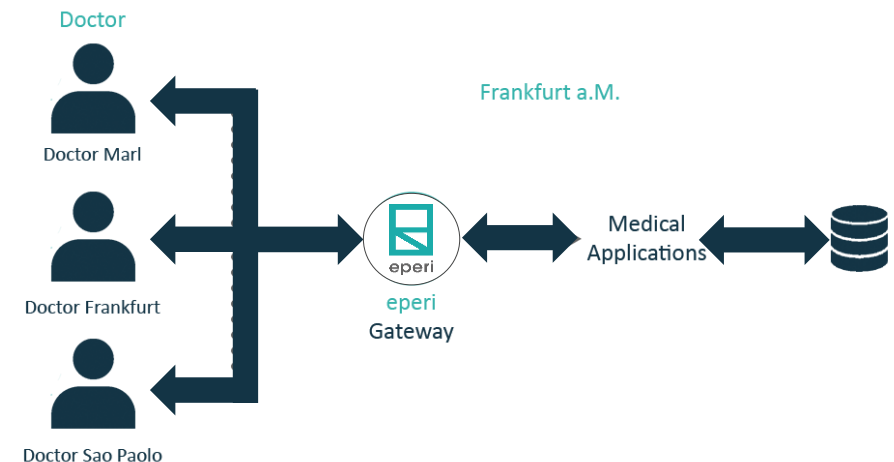 Doctor
Frankfurt a.M.
Doctor Marl
Doctor Frankfurt
Doctor Sao Paolo
eperi
eperi
Gateway
Medical
Applications